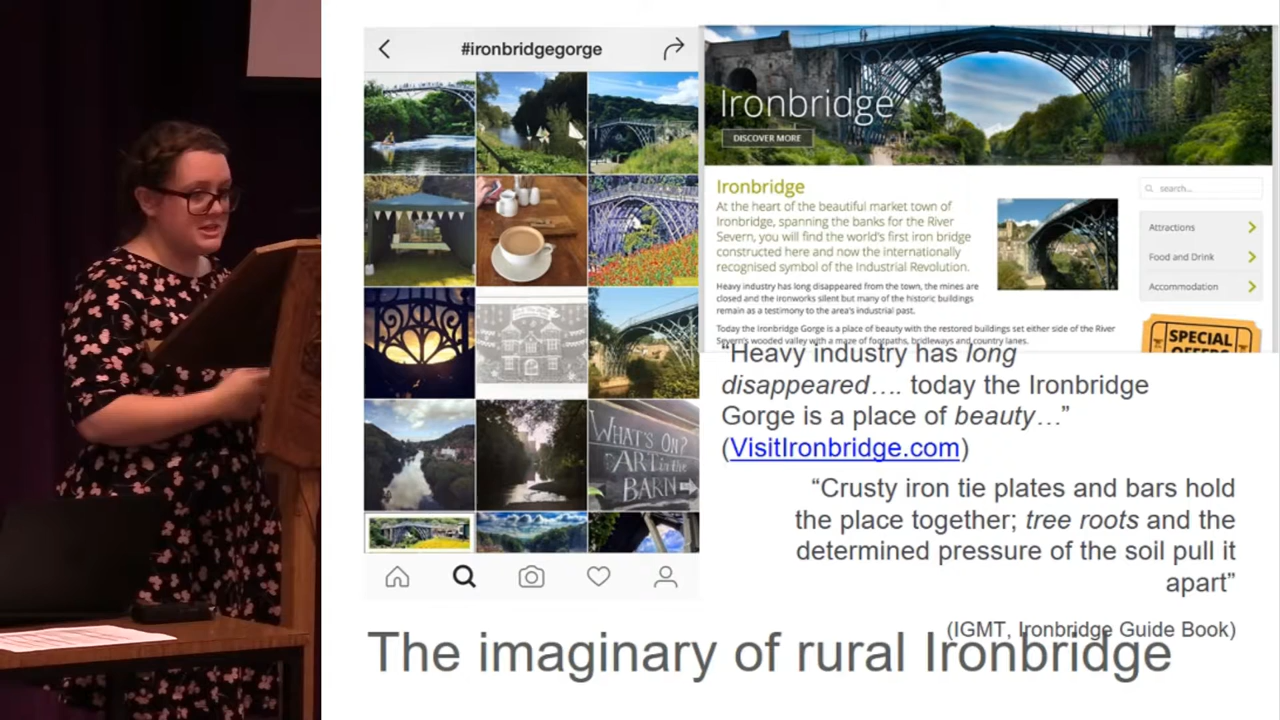 #ironbridgegorge
WHAT'S ON?
ART in the
BARN
Ironbridge
DISCOVER MORE
Ironbridge
At the heart of the beautiful market town of
Ironbridge, spanning the banks for the River
Severn, you will find the world's first iron bridge
constructed here and now the internationally
recognised symbol of the Industrial Revolution.
Heavy industry has long disappeared from the town, the mines are
closed and the ironworks silent but many of the historic buildings
remain as a testimony to the area's industrial past.
Today the Ironbridge Gorge is a place of beauty with the restored buildings set either side of the River
Severn's wooded valley with a maze of footpaths, bridleways and country lanes.
search...
Attractions
Food and Drink
Accommodation
SPECIAL
OFFERS
“Heavy industry has long
disappeared…. today the Ironbridge
Gorge is a place of beauty…”
(VisitIronbridge.com)
“Crusty iron tie plates and bars hold
the place together; tree roots and the
determined pressure of the soil pull it
apart”
(IGMT, Ironbridge Guide Book)
The imaginary of rural Ironbridge